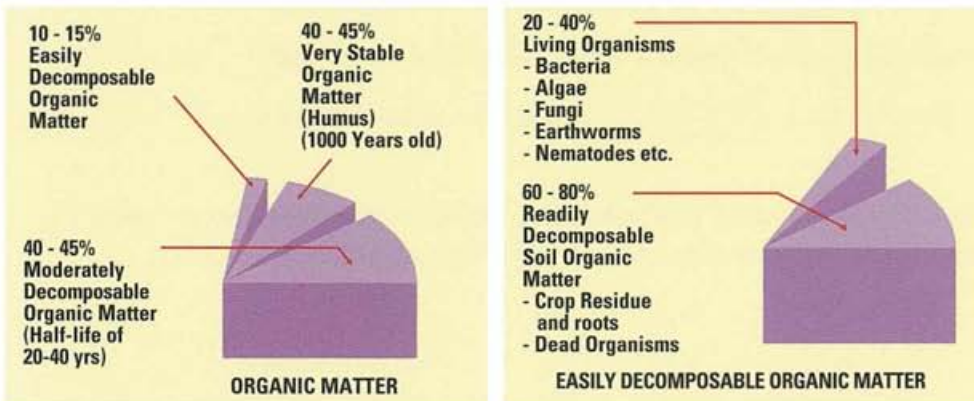 10 - 15%
Easily
Decomposable
Organic
Matter
40 - 45%
Very Stable
Organic
Matter
(Humus)
(1000 Years old)
40 - 45%
Moderately
Decomposable
Organic Matter
(Half-life of
20-40 yrs)
ORGANIC MATTER
20 - 40%
Living Organisms
- Bacteria
- Algae
- Fungi
- Earthworms
- Nematodes etc.
60 - 80%
Readily
Decomposable
Soil Organic
Matter
- Crop Residue
and roots
- Dead Organisms
EASILY DECOMPOSABLE ORGANIC MATTER